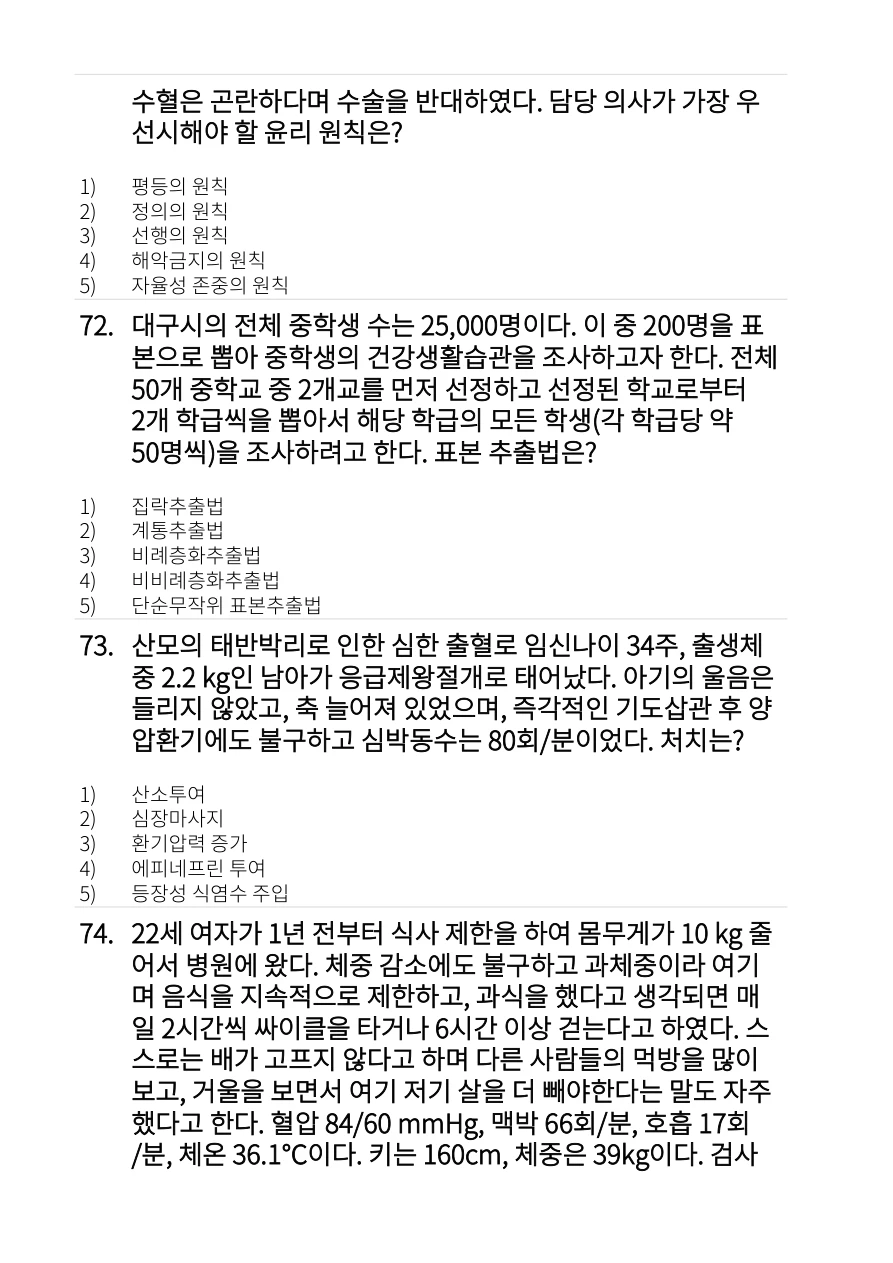 수혈은 곤란하다며 수술을 반대하였다. 담당 의사가 가장 우
선시해야 할 윤리 원칙은?
1) 평등의 원칙
2) 정의의 원칙
3) 선행의 원칙
4) 해악금지의 원칙
5) 자율성 존중의 원칙
72. 대구시의 전체 중학생 수는 25,000명이다. 이 중 200명을 표
본으로 뽑아 중학생의 건강생활습관을 조사하고자 한다. 전체
50개 중학교 중 2개교를 먼저 선정하고 선정된 학교로부터
2개 학급씩을 뽑아서 해당 학급의 모든 학생(각 학급당 약
50명씩)을 조사하려고 한다. 표본 추출법은?
1) 집락추출법
2) 계통추출법
3) 비례층화추출법
4) 비비례층화추출법
5) 단순무작위 표본추출법
73. 산모의 태반박리로 인한 심한 출혈로 임신나이 34주, 출생체
중 2.2 kg인 남아가 응급제왕절개로 태어났다. 아기의 울음은
들리지 않았고, 축 늘어져 있었으며, 즉각적인 기도삽관 후 양
압환기에도 불구하고 심박동수는 80회/분이었다. 처치는?
1) 산소투여
2) 심장마사지
3) 환기압력 증가
4) 에피네프린 투여
5) 등장성 식염수 주입
74. 22세 여자가 1년 전부터 식사 제한을 하여 몸무게가 10 kg 줄
어서 병원에 왔다. 체중 감소에도 불구하고 과체중이라 여기
며 음식을 지속적으로 제한하고, 과식을 했다고 생각되면 매
일 2시간씩 싸이클을 타거나 6시간 이상 걷는다고 하였다. 스
스로는 배가 고프지 않다고 하며 다른 사람들의 먹방을 많이
보고, 거울을 보면서 여기 저기 살을 더 빼야한다는 말도 자주
했다고 한다. 혈압 84/60 mmHg, 맥박 66회/분, 호흡 17회
/분, 체온 36.1°C이다. 키는 160cm, 체중은 39kg이다. 검사